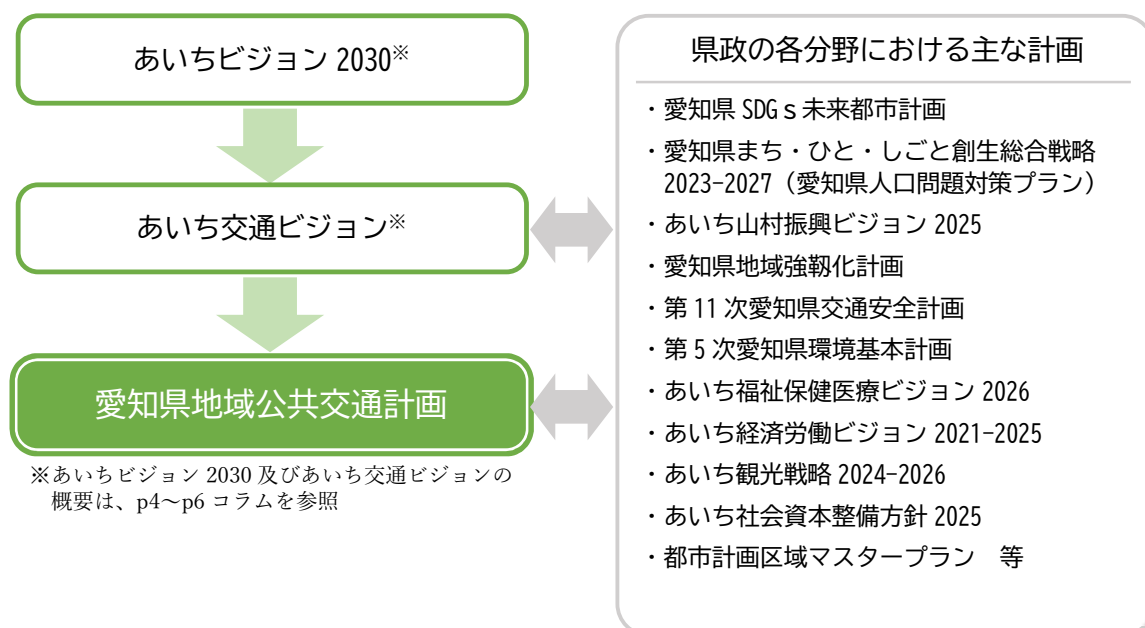 あいちビジョン 2030※
あいち交通ビジョン※
愛知県地域公共交通計画
※あいちビジョン 2030 及びあいち交通ビジョンの
概要は、p4～p6 コラムを参照
県政の各分野における主な計画
・愛知県 SDGｓ未来都市計画
・愛知県まち・ひと・しごと創生総合戦略
2023-2027（愛知県人口問題対策プラン）
・あいち山村振興ビジョン 2025
・愛知県地域強靱化計画
・第 11 次愛知県交通安全計画
・第 5 次愛知県環境基本計画
・あいち福祉保健医療ビジョン 2026
・あいち経済労働ビジョン 2021-2025
・あいち観光戦略 2024-2026
・あいち社会資本整備方針 2025
・都市計画区域マスタープラン　等